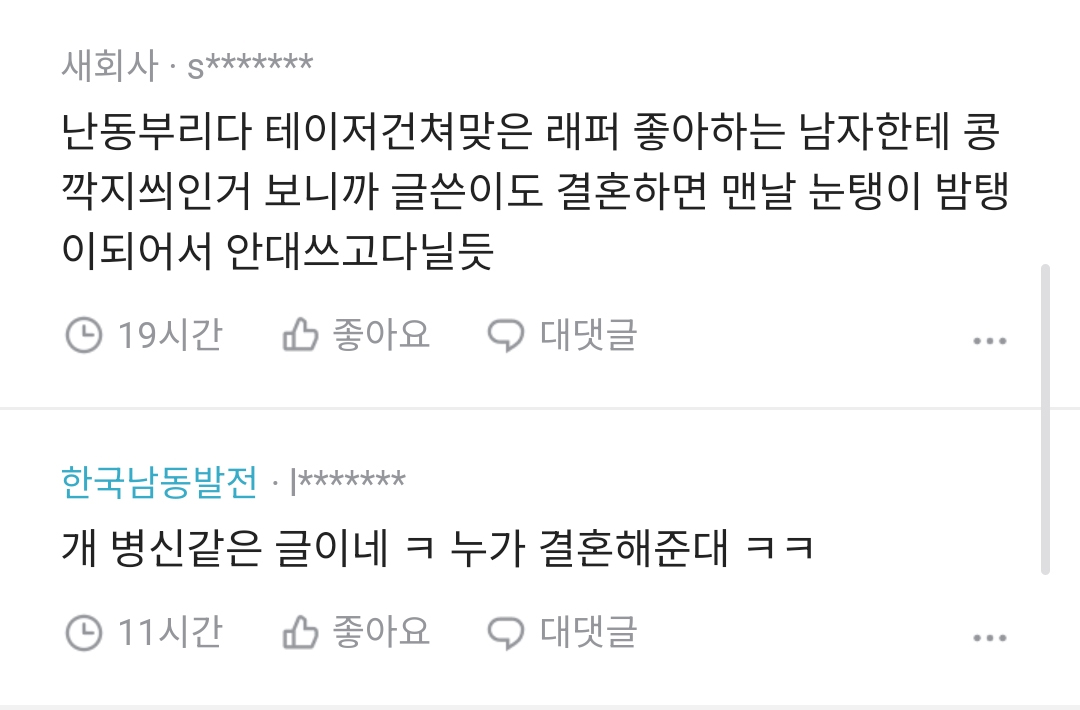 새회사 · s*******
난동부리다 테이저건쳐맞은 래퍼 좋아하는 남자한테 콩
깍지씌인거 보니까 글쓴이도 결혼하면 맨날 눈탱이 밤탱
이되어서 안대쓰고다닐듯
19시간 좋아요 대댓글
한국남동발전 · l*******
개 병신같은 글이네 ㅋ 누가 결혼해준대 ㅋㅋ
11시간 좋아요 대댓글